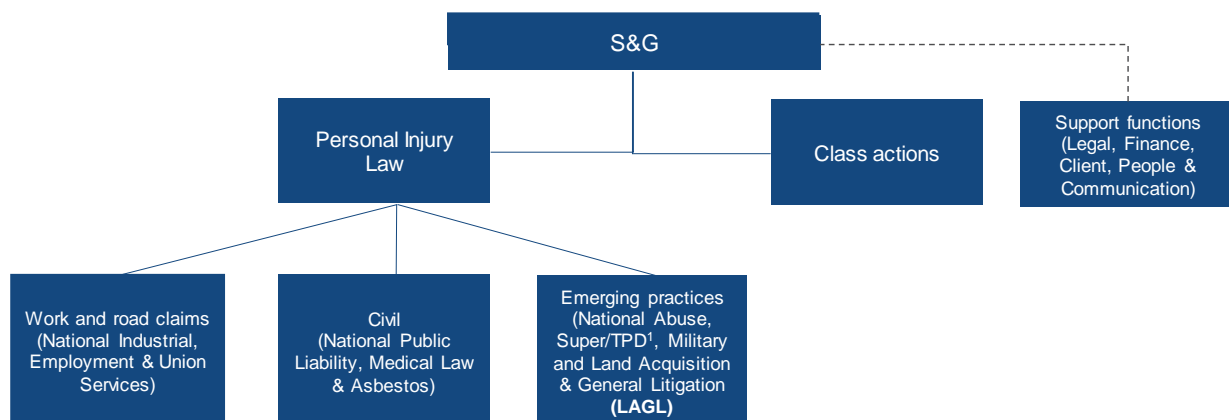 S&G
Personal Injury
Law
Class actions
Support functions
(Legal, Finance,
Client, People &
Communication)
Work and road claims
(National Industrial,
Employment & Union
Services)
Civil
(National Public
Liability, Medical Law
& Asbestos)
Emerging practices
(National Abuse,
Super/TPD¹, Military
and Land Acquisition
& General Litigation
(LAGL)